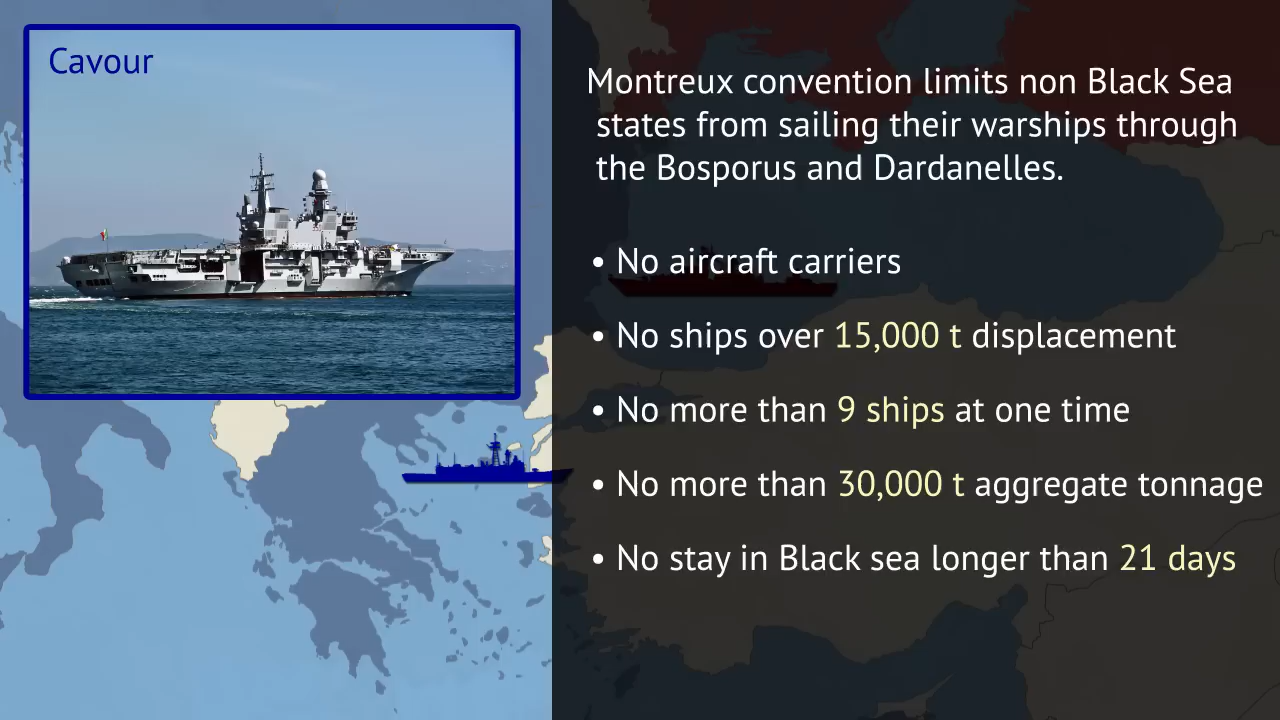 Cavour
Montreux convention limits non Black Sea
states from sailing their warships through
the Bosporus and Dardanelles.
• No aircraft carriers
• No ships over 15,000 t displacement
• No more than 9 ships at one time
• No more than 30,000 t aggregate tonnage
• No stay in Black sea longer than 21 days